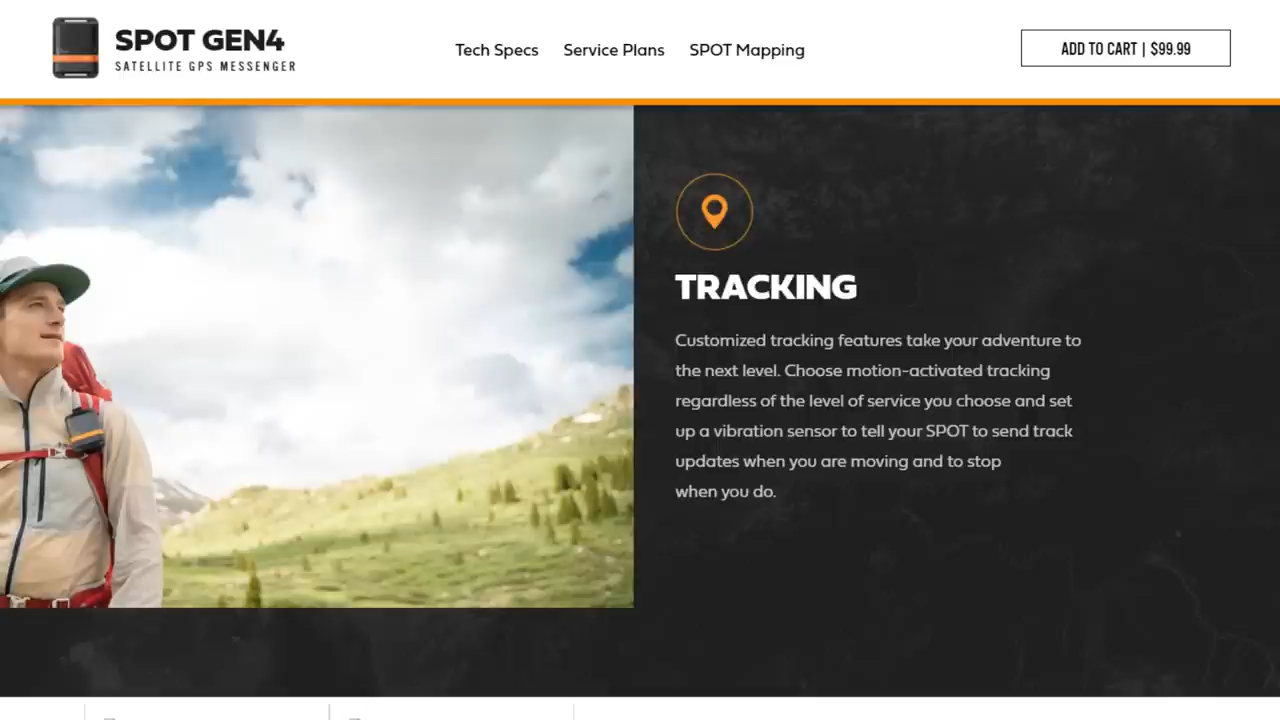 SPOT GEN4
SATELLITE GPS MESSENGER
Tech Specs
Service Plans
SPOT Mapping
ADD TO CART | $99.99
TRACKING
Customized tracking features take your adventure to
the next level. Choose motion-activated tracking
regardless of the level of service you choose and set
up a vibration sensor to tell your SPOT to send track
updates when you are moving and to stop
when you do.